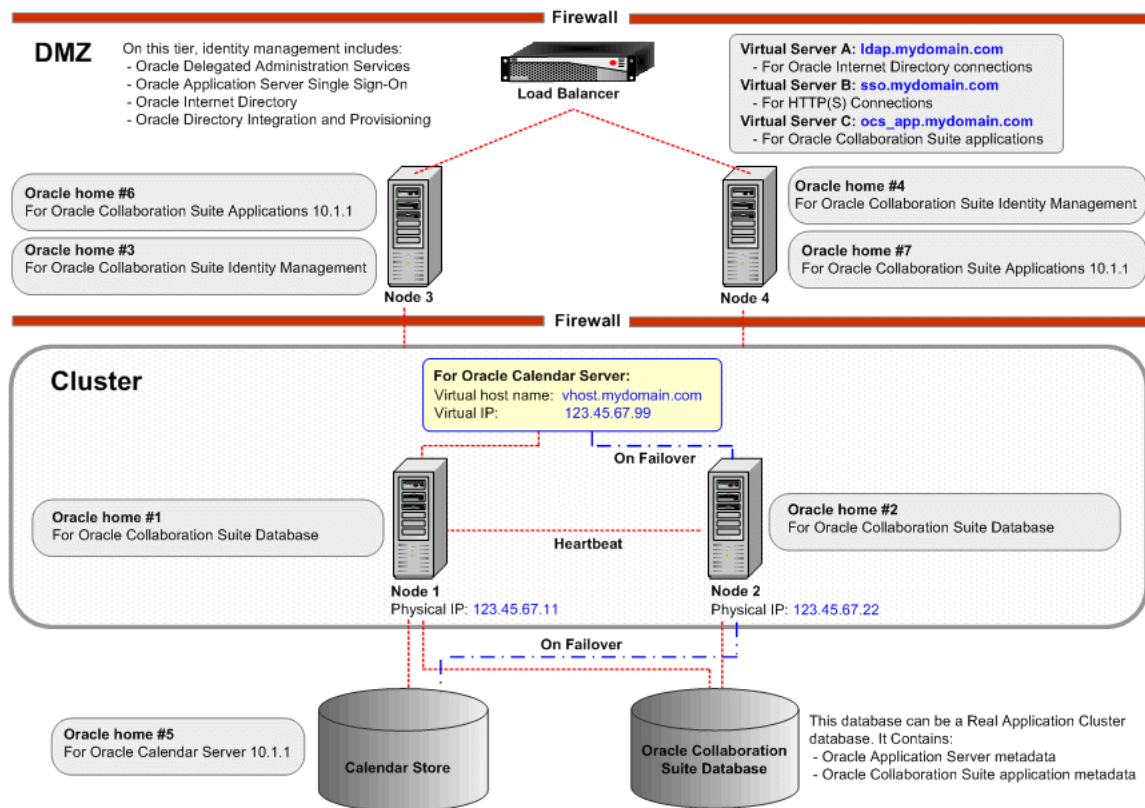 Firewall
DMZ
On this tier, identity management includes:
- Oracle Delegated Administration Services
- Oracle Application Server Single Sign-On
- Oracle Internet Directory
- Oracle Directory Integration and Provisioning
Load Balancer
Virtual Server A: ldap.mydomain.com
- For Oracle Internet Directory connections
Virtual Server B: sso.mydomain.com
- For HTTP(S) Connections
Virtual Server C: ocs_app.mydomain.com
- For Oracle Collaboration Suite applications
Oracle home #6
For Oracle Collaboration Suite Applications 10.1.1
Oracle home #3
For Oracle Collaboration Suite Identity Management
Node 3
Oracle home #4
For Oracle Collaboration Suite Identity Management
Oracle home #7
For Oracle Collaboration Suite Applications 10.1.1
Node 4
Firewall
Cluster
For Oracle Calendar Server:
Virtual host name: vhost.mydomain.com
Virtual IP: 123.45.67.99
On Failover
Oracle home #1
For Oracle Collaboration Suite Database
Heartbeat
Oracle home #2
For Oracle Collaboration Suite Database
Node 1
Physical IP: 123.45.67.11
Node 2
Physical IP: 123.45.67.22
On Failover
Oracle home #5
For Oracle Calendar Server 10.1.1
Calendar Store
Oracle Collaboration
Suite Database
This database can be a Real Application Cluster
database. It Contains:
- Oracle Application Server metadata
- Oracle Collaboration Suite application metadata